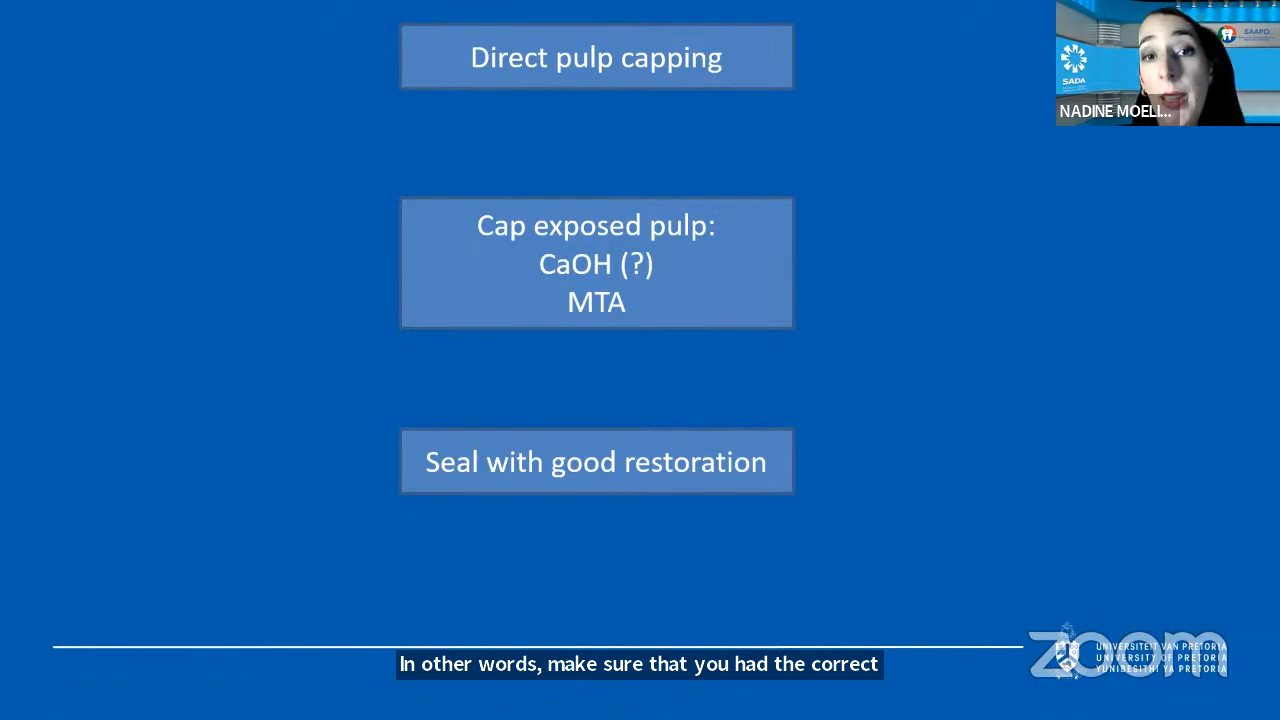 Direct pulp capping
SAAPD
SADA
NADINE MOELI...
Cap exposed pulp:
CaOH (?)
MTA
Seal with good restoration
zoom
UNIVERSITEIT VAN PRETORIA
UNIVERSITY OF PRETORIA
YUNIBESITHI YA PRETORIA
In other words, make sure that you had the correct